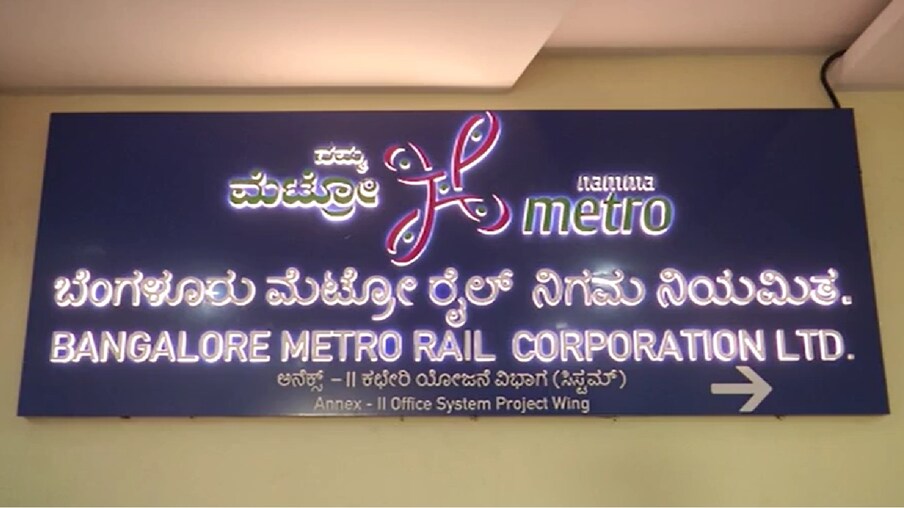 ನಮ್ಮ
ಮೆಟ್ರೋ
namma
metro
ಬೆಂಗಳೂರು ಮೆಟ್ರೋ ರೈಲ್ ನಿಗಮ ನಿಯಮಿತ.
BANGALORE METRO RAIL CORPORATION LTD.
ಅನೆಕ್ಸ್ – II ಕಛೇರಿ ಯೋಜನೆ ವಿಭಾಗ (ಸಿಸ್ಟಮ್)
Annex - II Office System Project Wing